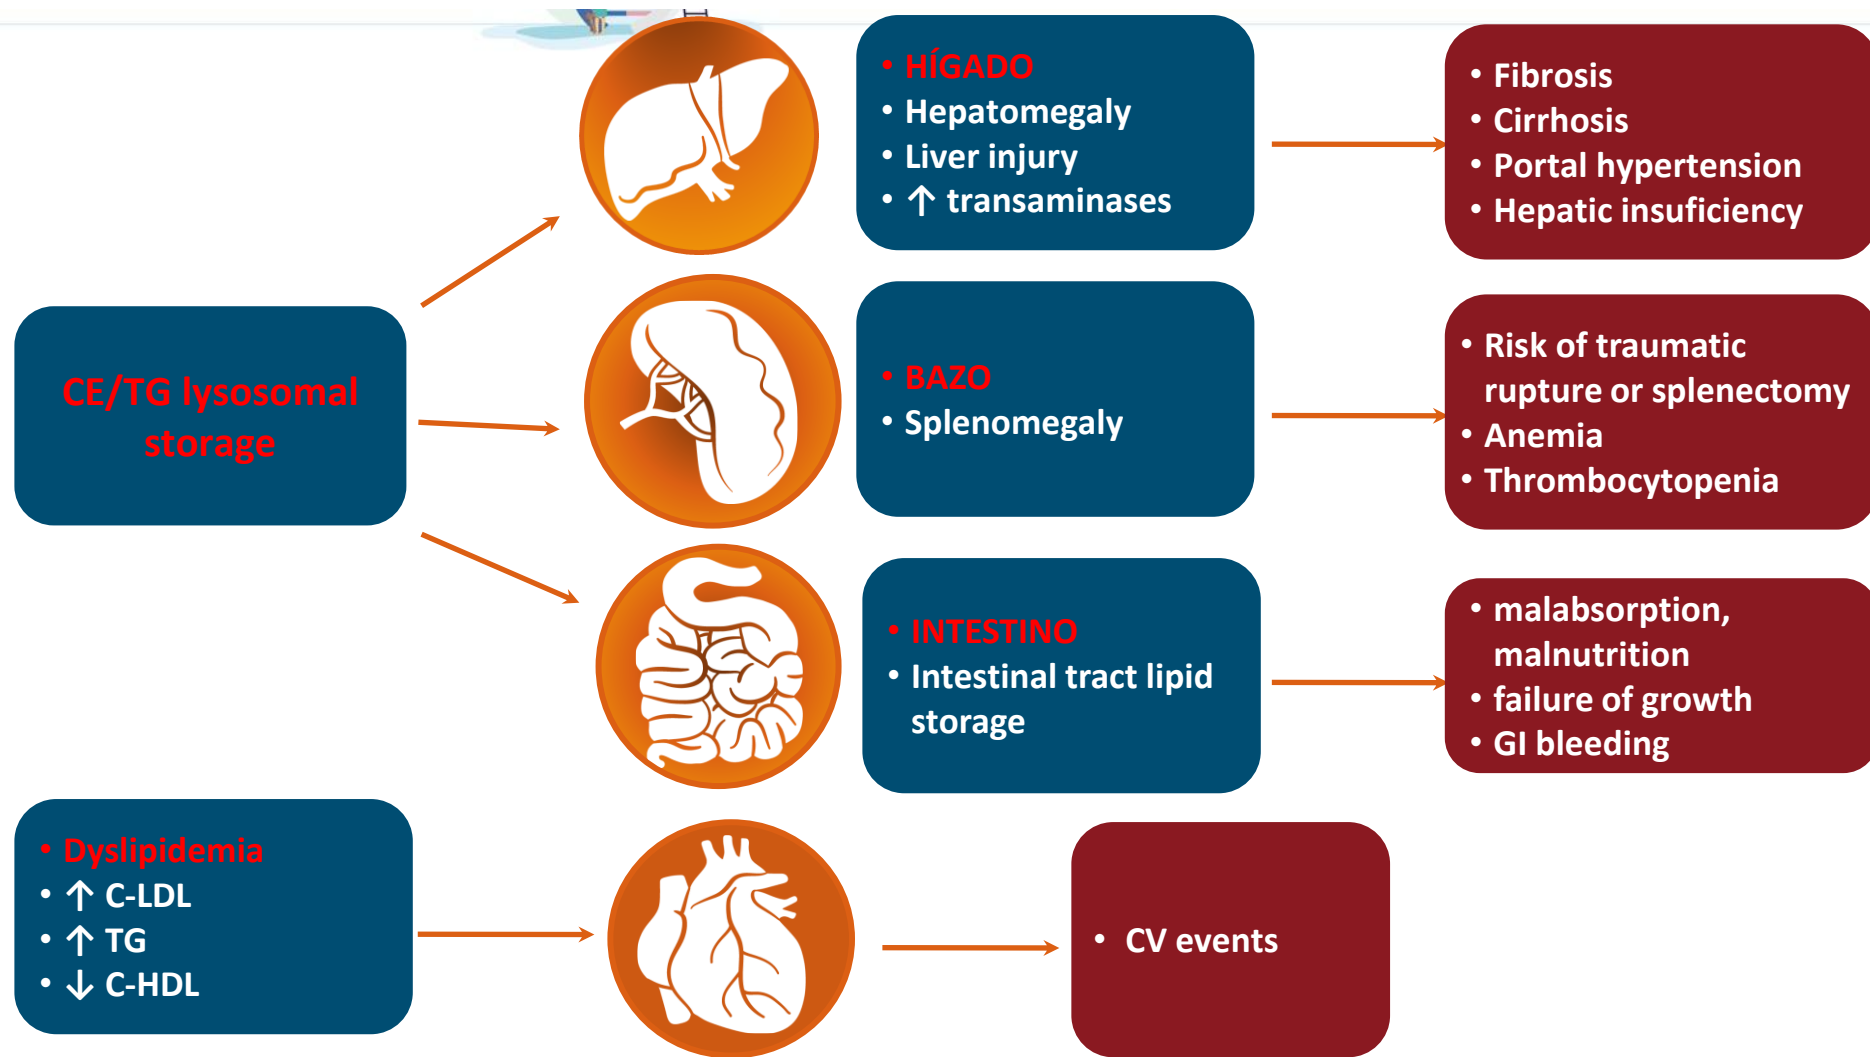 • HÍGADO
• Hepatomegaly
• Liver injury
• ↑ transaminases
• Fibrosis
• Cirrhosis
• Portal hypertension
• Hepatic insuficiency
CE/TG lysosomal
storage
• BAZO
• Splenomegaly
• Risk of traumatic
rupture or splenectomy
• Anemia
• Thrombocytopenia
• INTESTINO
• Intestinal tract lipid
storage
• malabsorption,
malnutrition
• failure of growth
• GI bleeding
• Dyslipidemia
• ↑ C-LDL
• ↑ TG
• ↓ C-HDL
• CV events